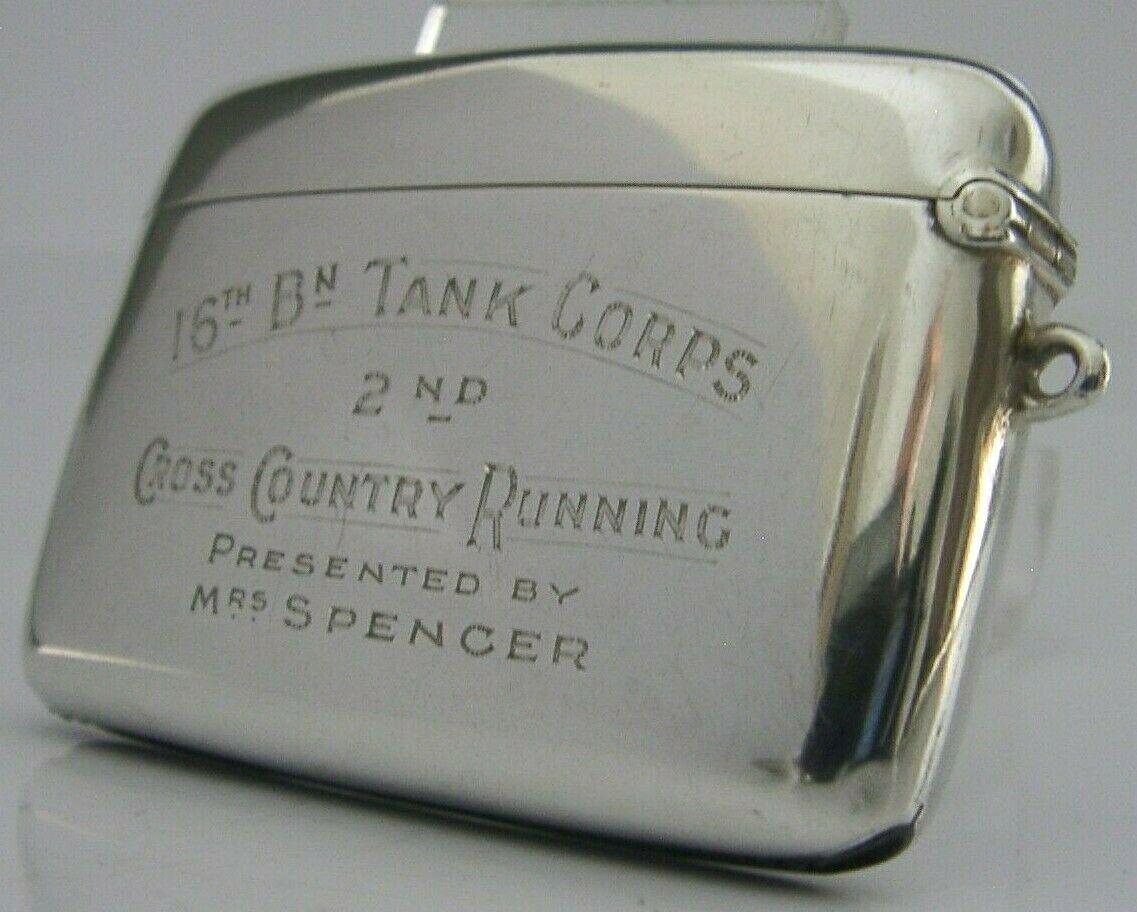 16TH BN TANK CORPS
2ND
CROSS COUNTRY RUNNING
PRESENTED BY
MRS SPENCER